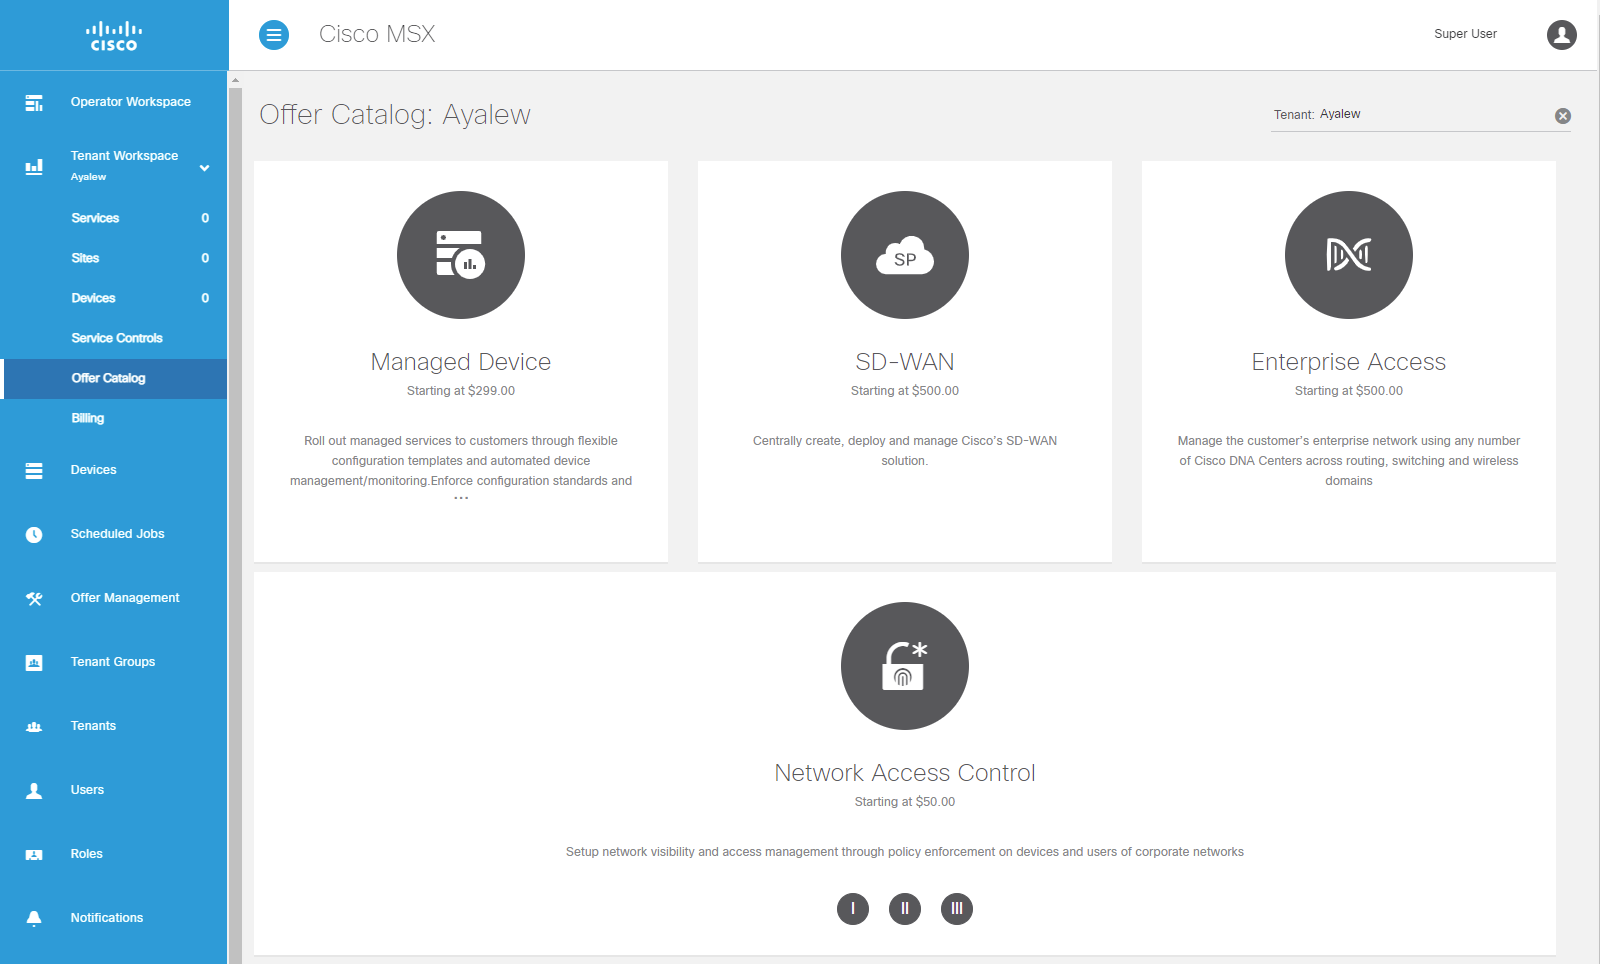 CISCO
Cisco MSX
Super User
Operator Workspace
Tenant Workspace
Ayalew
Services 0
Sites 0
Devices 0
Service Controls
Offer Catalog
Billing
Devices
Scheduled Jobs
Offer Management
Tenant Groups
Tenants
Users
Roles
Notifications
Offer Catalog: Ayalew
Tenant: Ayalew
Managed Device
Starting at $299.00
Roll out managed services to customers through flexible
configuration templates and automated device
management/monitoring.Enforce configuration standards and
...
SP
SD-WAN
Starting at $500.00
Centrally create, deploy and manage Cisco's SD-WAN
solution.
Enterprise Access
Starting at $500.00
Manage the customer's enterprise network using any number
of Cisco DNA Centers across routing, switching and wireless
domains
Network Access Control
Starting at $50.00
Setup network visibility and access management through policy enforcement on devices and users of corporate networks
I II III